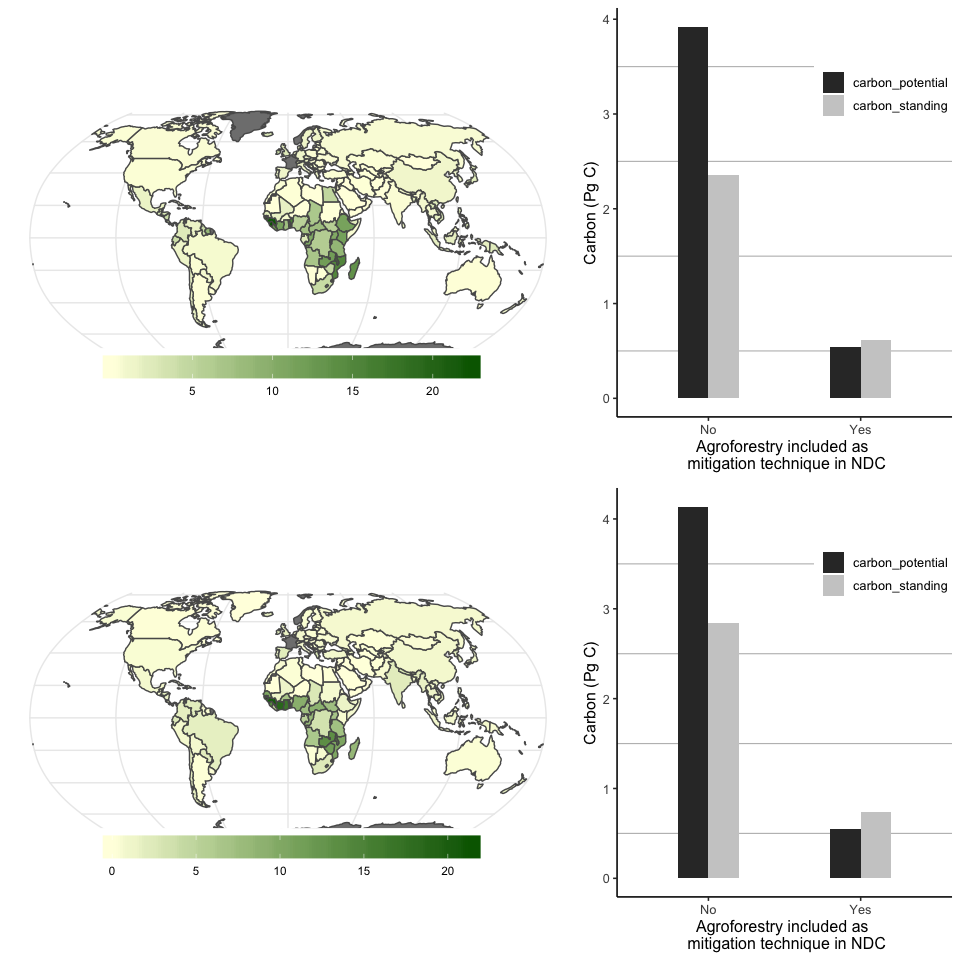 5 10 15 20
4
3
2
1
0
Carbon (Pg C)
carbon_potential
carbon_standing
No Yes
Agroforestry included as
mitigation technique in NDC
0 5 10 15 20
4
3
2
1
0
Carbon (Pg C)
carbon_potential
carbon_standing
No Yes
Agroforestry included as
mitigation technique in NDC